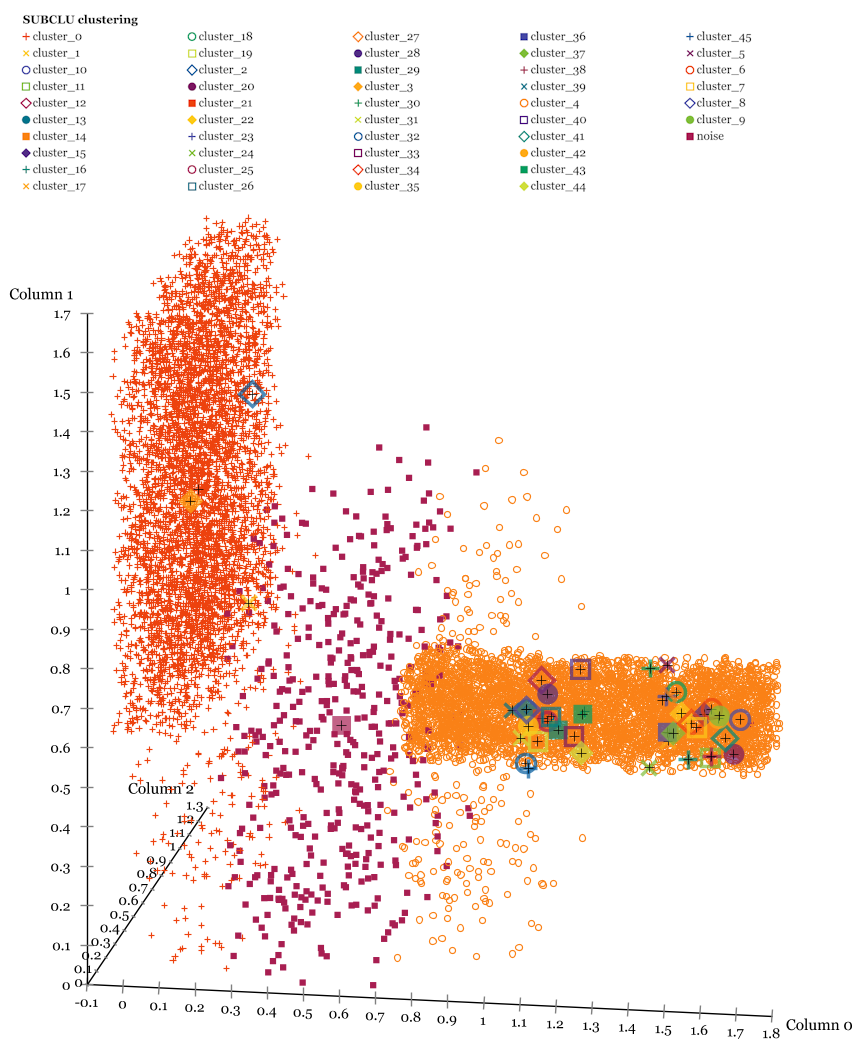 SUBCLU clustering
cluster_0 cluster_18 cluster_27 cluster_36 cluster_45
cluster_1 cluster_19 cluster_28 cluster_37 cluster_5
cluster_10 cluster_2 cluster_29 cluster_38 cluster_6
cluster_11 cluster_20 cluster_3 cluster_39 cluster_7
cluster_12 cluster_21 cluster_30 cluster_4 cluster_8
cluster_13 cluster_22 cluster_31 cluster_40 cluster_9
cluster_14 cluster_23 cluster_32 cluster_41 noise
cluster_15 cluster_24 cluster_33 cluster_42
cluster_16 cluster_25 cluster_34 cluster_43
cluster_17 cluster_26 cluster_35 cluster_44
Column 1
1.7
1.6
1.5
1.4
1.3
1.2
1.1
1
0.9
0.8
0.7
0.6
0.5
0.4
0.3
0.2
0.1
0
Column 2
1.3
1.2
1.1
1
0.9
0.8
0.7
0.6
0.5
0.4
0.3
0.2
0.1
0
-0.1 0 0.1 0.2 0.3 0.4 0.5 0.6 0.7 0.8 0.9 1 1.1 1.2 1.3 1.4 1.5 1.6 1.7 1.8
Column 0